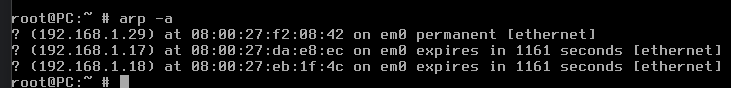 root@PC:~ # arp -a
? (192.168.1.29) at 08:00:27:f2:08:42 on em0 permanent [ethernet]
? (192.168.1.17) at 08:00:27:da:e8:ec on em0 expires in 1161 seconds [ethernet]
? (192.168.1.18) at 08:00:27:eb:1f:4c on em0 expires in 1161 seconds [ethernet]
root@PC:~ #